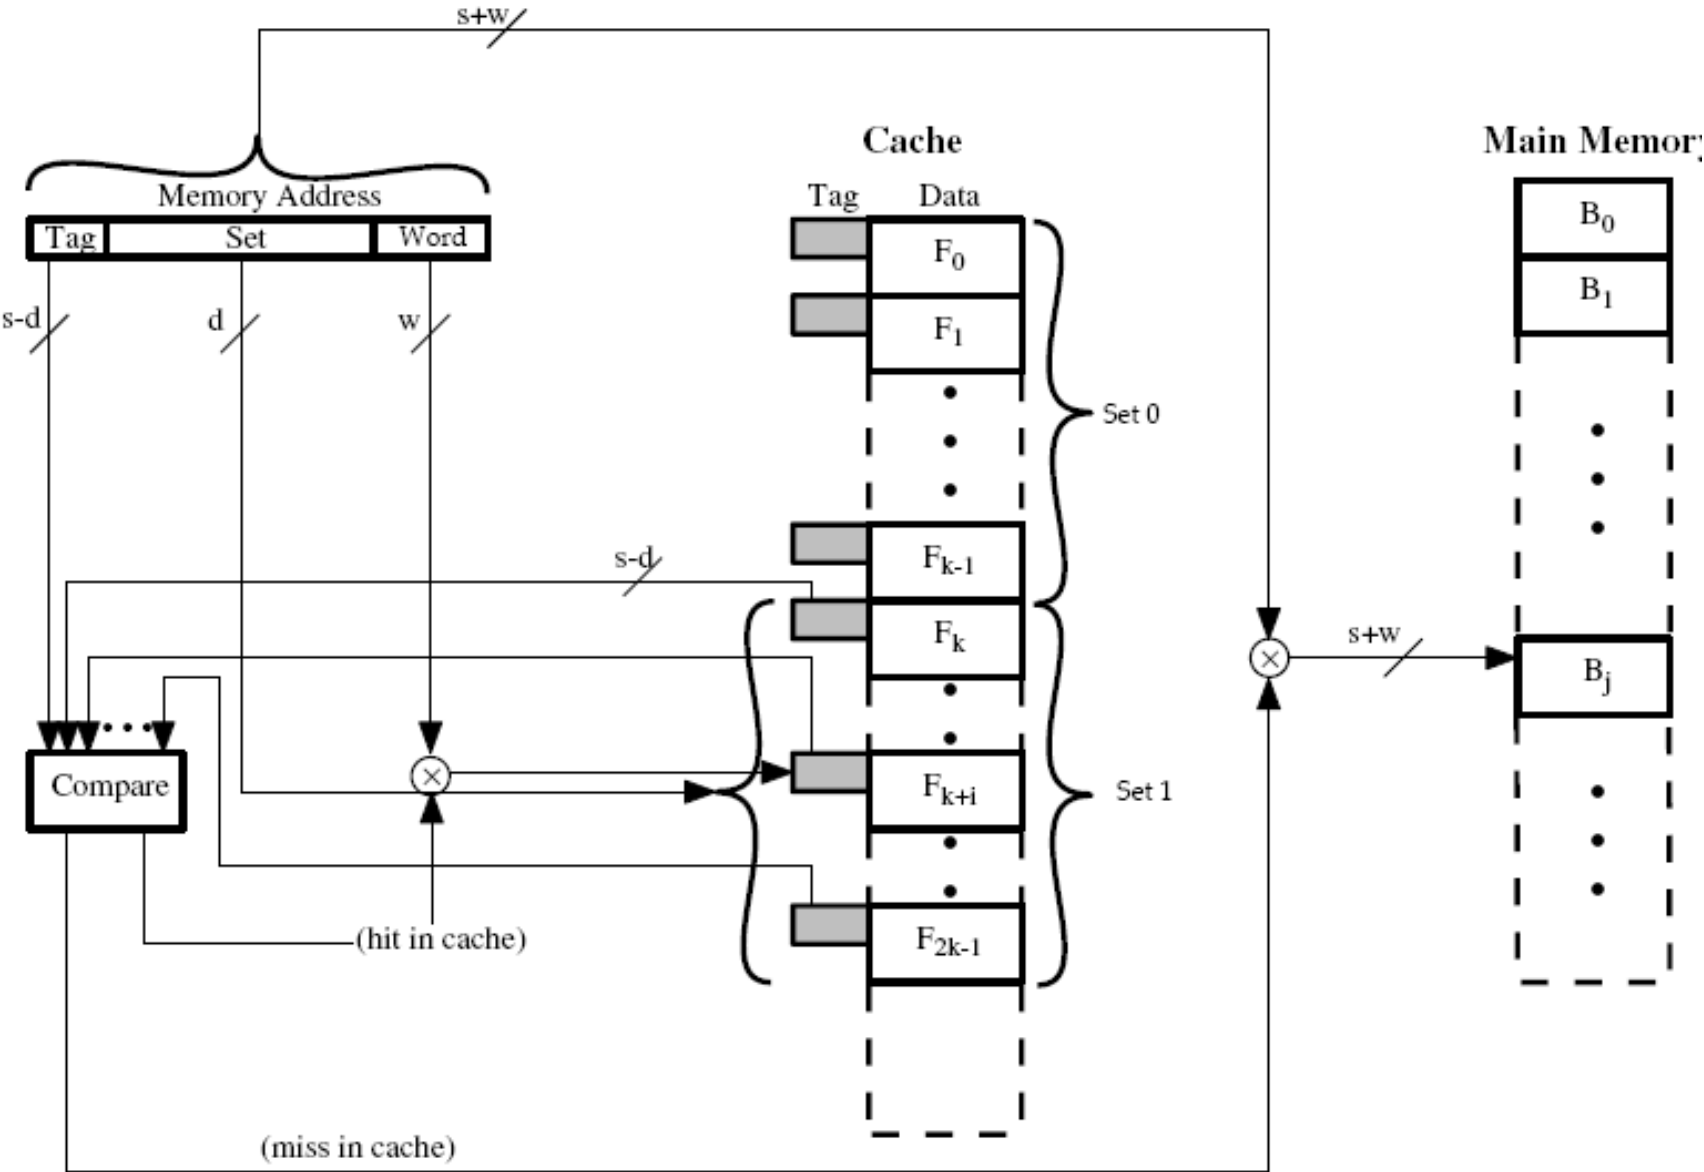 s+w
Cache
Main Memory
Memory Address
Tag Data
Tag Set Word
F0
B0
F1
B1
s-d
d
w
Set 0
s-d
Fk-1
Fk
s+w
Bj
Compare
Fk+i
Set 1
(hit in cache)
F2k-1
(miss in cache)